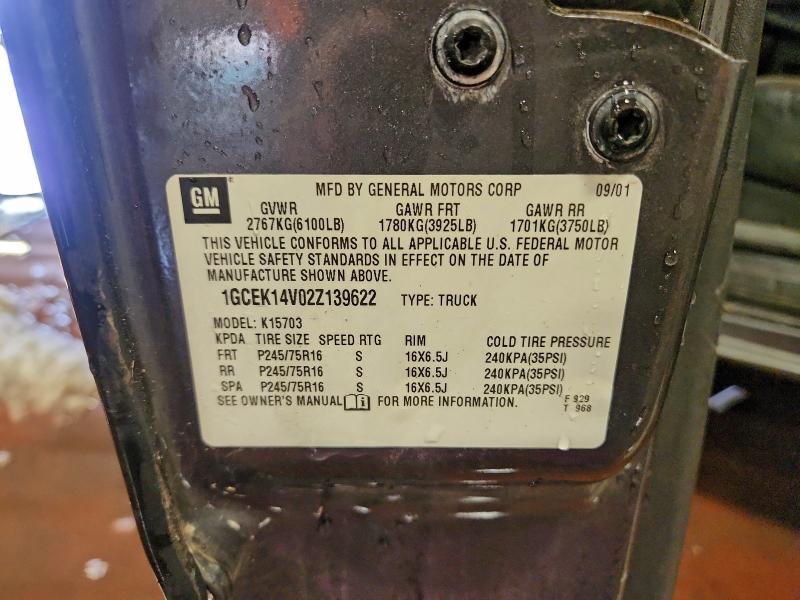 GM MFD BY GENERAL MOTORS CORP 09/01
GVWR GAWR FRT GAWR RR
2767KG(6100LB) 1780KG(3925LB) 1701KG(3750LB)
THIS VEHICLE CONFORMS TO ALL APPLICABLE U.S. FEDERAL MOTOR
VEHICLE SAFETY STANDARDS IN EFFECT ON THE DATE OF
MANUFACTURE SHOWN ABOVE.
1GCEK14V02Z139622 TYPE: TRUCK
MODEL: K15703
KPDA TIRE SIZE SPEED RTG RIM COLD TIRE PRESSURE
FRT P245/75R16 S 16X6.5J 240KPA(35PSI)
RR P245/75R16 S 16X6.5J 240KPA(35PSI)
SPA P245/75R16 S 16X6.5J 240KPA(35PSI)
SEE OWNER'S MANUAL i FOR MORE INFORMATION. F 929
T 968